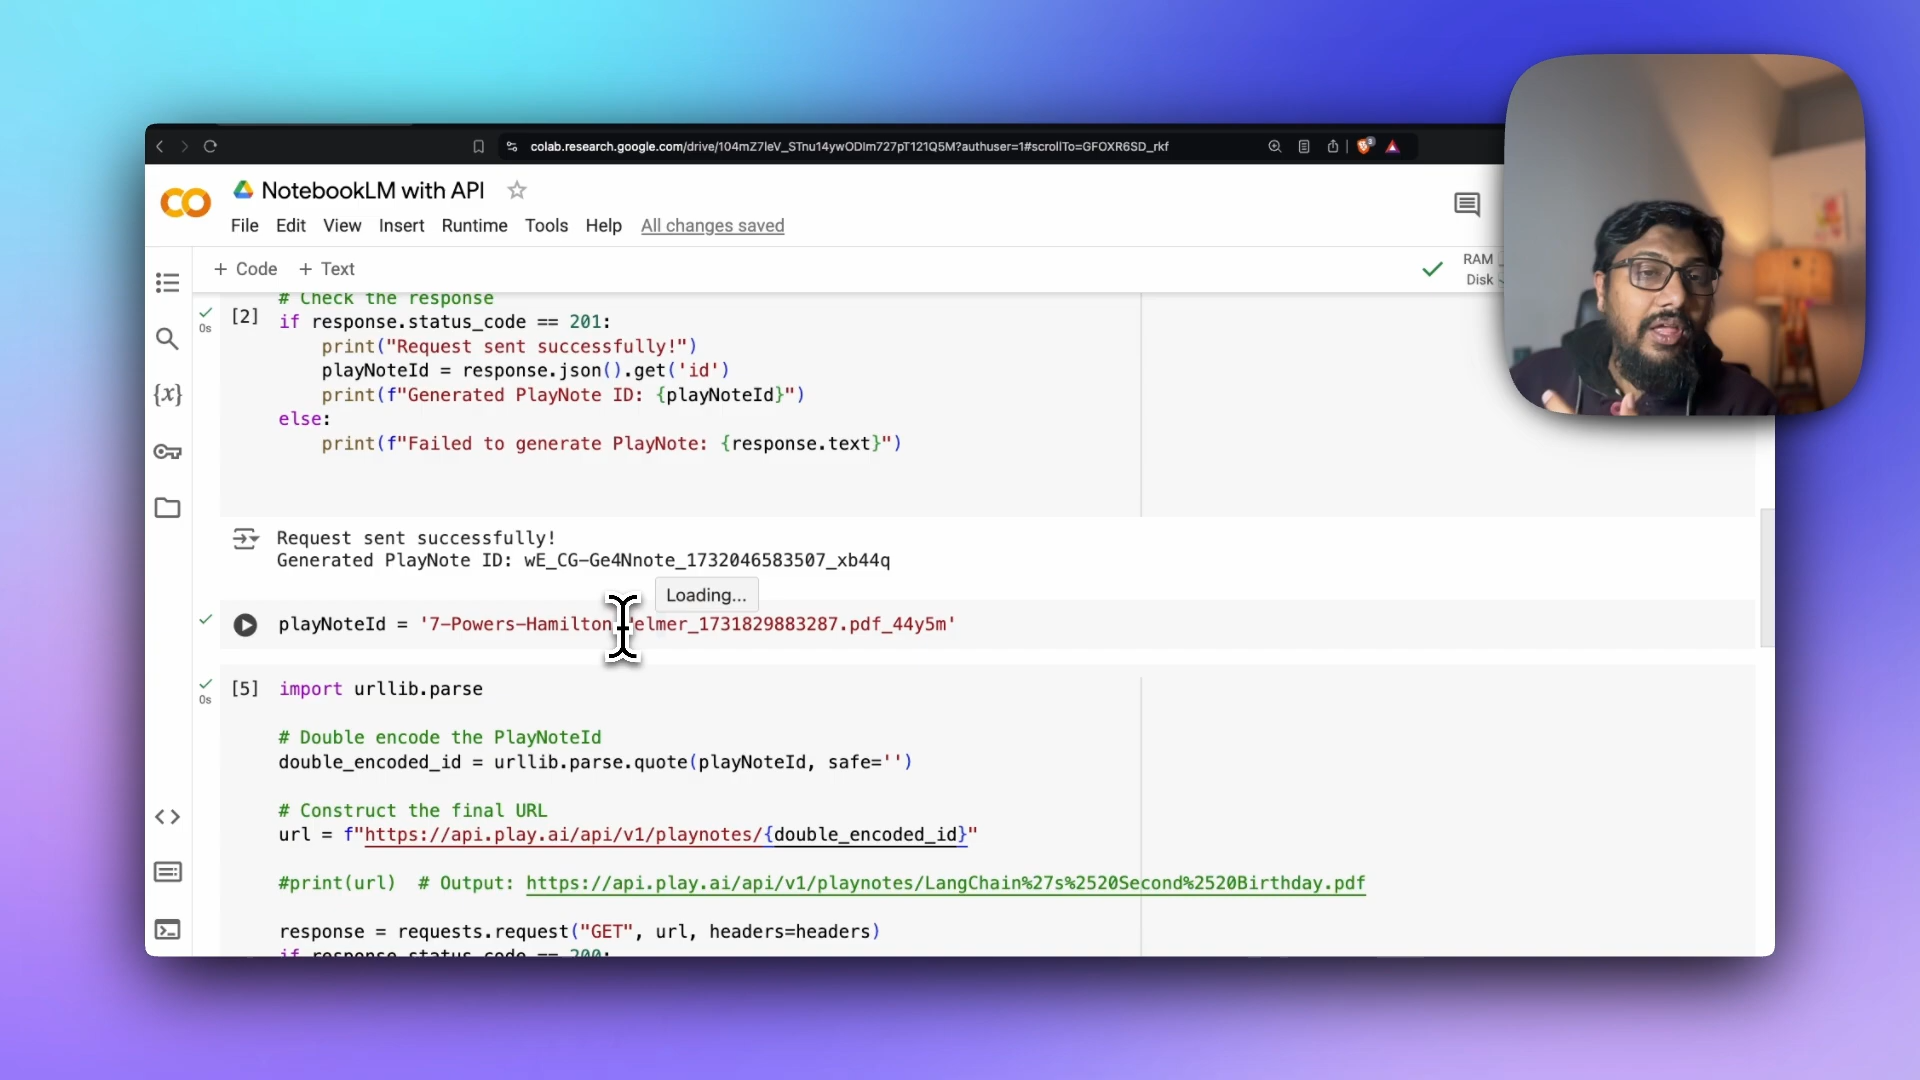 colab.research.google.com/drive/104mZ7IeV_STnu14ywODIm727pT121Q5M?authuser=1#scrollTo=GFOXR6SD_rkf
NotebookLM with API
File Edit View Insert Runtime Tools Help All changes saved
+ Code + Text
RAM
Disk
# Check the response
[2] if response.status_code == 201:
0s
print("Request sent successfully!")
playNoteId = response.json().get('id')
print(f"Generated PlayNote ID: {playNoteId}")
else:
print(f"Failed to generate PlayNote: {response.text}")
Request sent successfully!
Generated PlayNote ID: wE_CG-Ge4Nnote_1732046583507_xb44q
Loading...
playNoteId = '7-Powers-Hamilton elmer_1731829883287.pdf_44y5m'
[5] import urllib.parse
0s
# Double encode the PlayNoteId
double_encoded_id = urllib.parse.quote(playNoteId, safe='')
# Construct the final URL
url = f"https://api.play.ai/api/v1/playnotes/{double_encoded_id}"
#print(url) # Output: https://api.play.ai/api/v1/playnotes/LangChain%27s%2520Second%2520Birthday.pdf
response = requests.request("GET", url, headers=headers)
if response.status_code == 200: